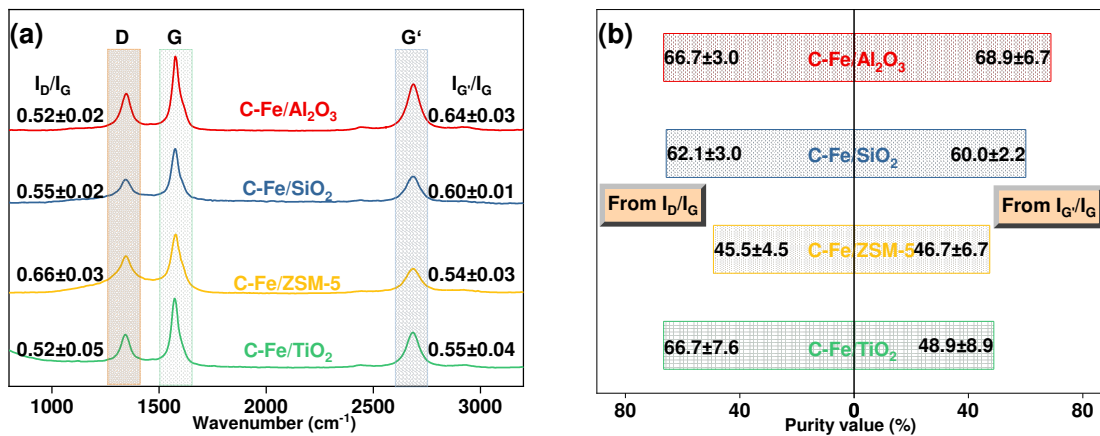 (a)
D
G
G‘
I_D/I_G
I_G'/I_G
0.52±0.02
C-Fe/Al₂O₃
0.64±0.03
0.55±0.02
C-Fe/SiO₂
0.60±0.01
0.66±0.03
C-Fe/ZSM-5
0.54±0.03
0.52±0.05
C-Fe/TiO₂
0.55±0.04
1000
1500
2000
2500
3000
Wavenumber (cm⁻¹)
(b)
66.7±3.0
C-Fe/Al₂O₃
68.9±6.7
62.1±3.0
C-Fe/SiO₂
60.0±2.2
From I_D/I_G
From I_G'/I_G
45.5±4.5
C-Fe/ZSM-5
46.7±6.7
66.7±7.6
C-Fe/TiO₂
48.9±8.9
80
40
0
40
80
Purity value (%)